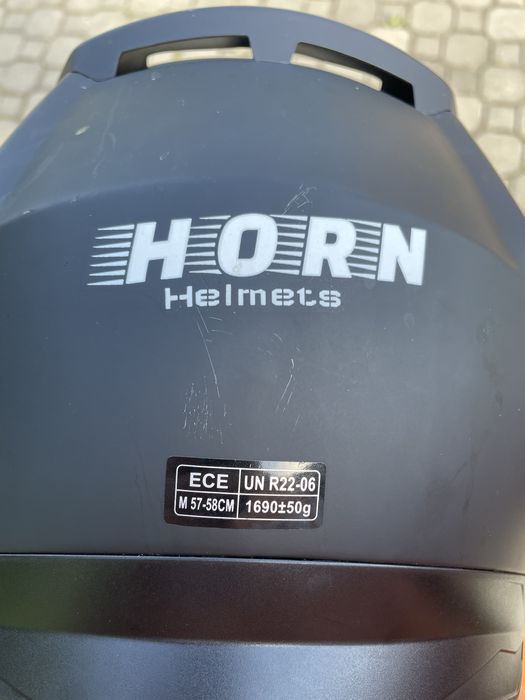 HORN
Helmets
ECE UN R22-06
M 57-58CM 1690±50g